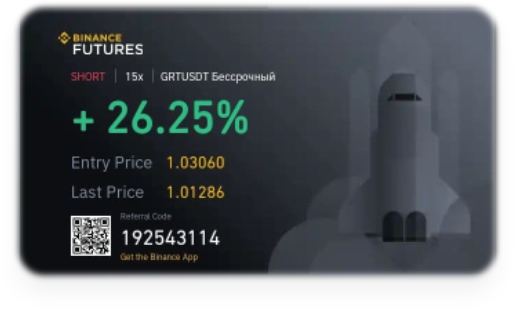 BINANCE
FUTURES
SHORT 15x GRTUSDT Бессрочный
+ 26.25%
Entry Price 1.03060
Last Price 1.01286
Referral Code
192543114
Get the Binance App